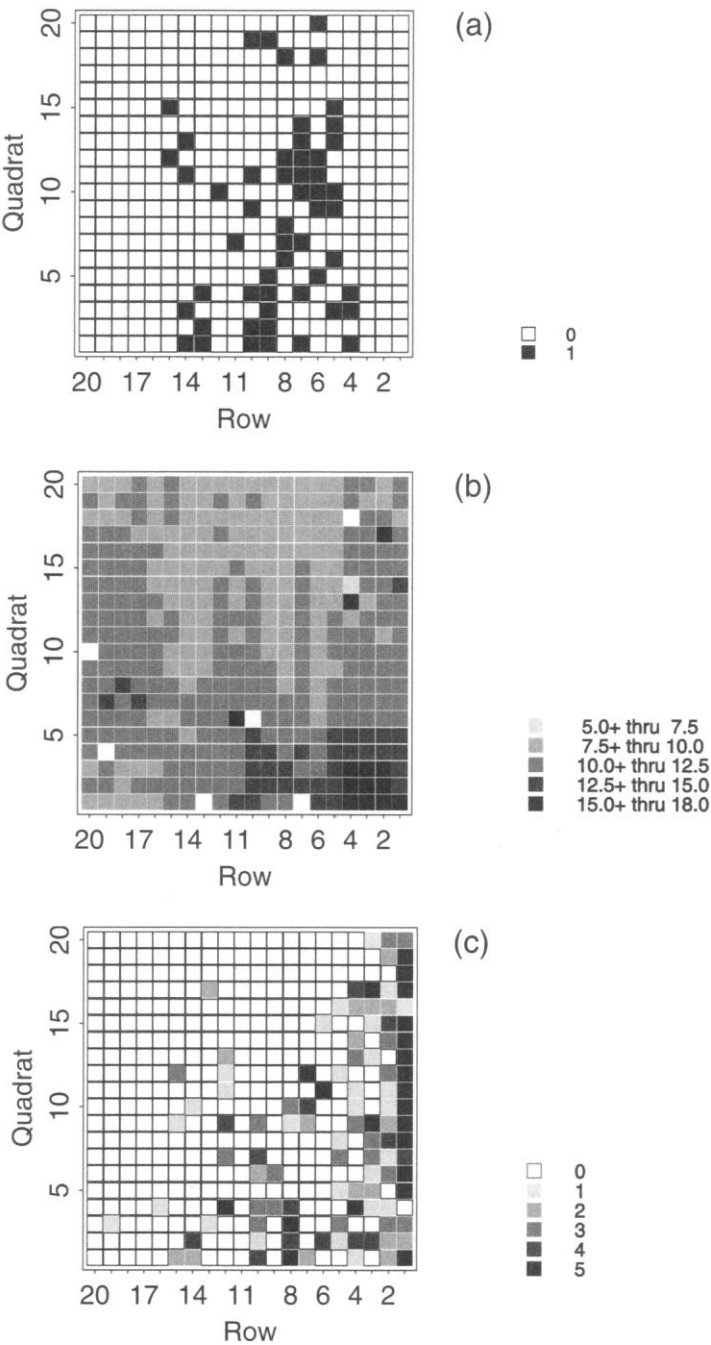 (a)
20
15
10
5
Quadrat
20 17 14 11 8 6 4 2
Row
0
1
(b)
20
15
10
5
Quadrat
20 17 14 11 8 6 4 2
Row
5.0+ thru 7.5
7.5+ thru 10.0
10.0+ thru 12.5
12.5+ thru 15.0
15.0+ thru 18.0
(c)
20
15
10
5
Quadrat
20 17 14 11 8 6 4 2
Row
0
1
2
3
4
5